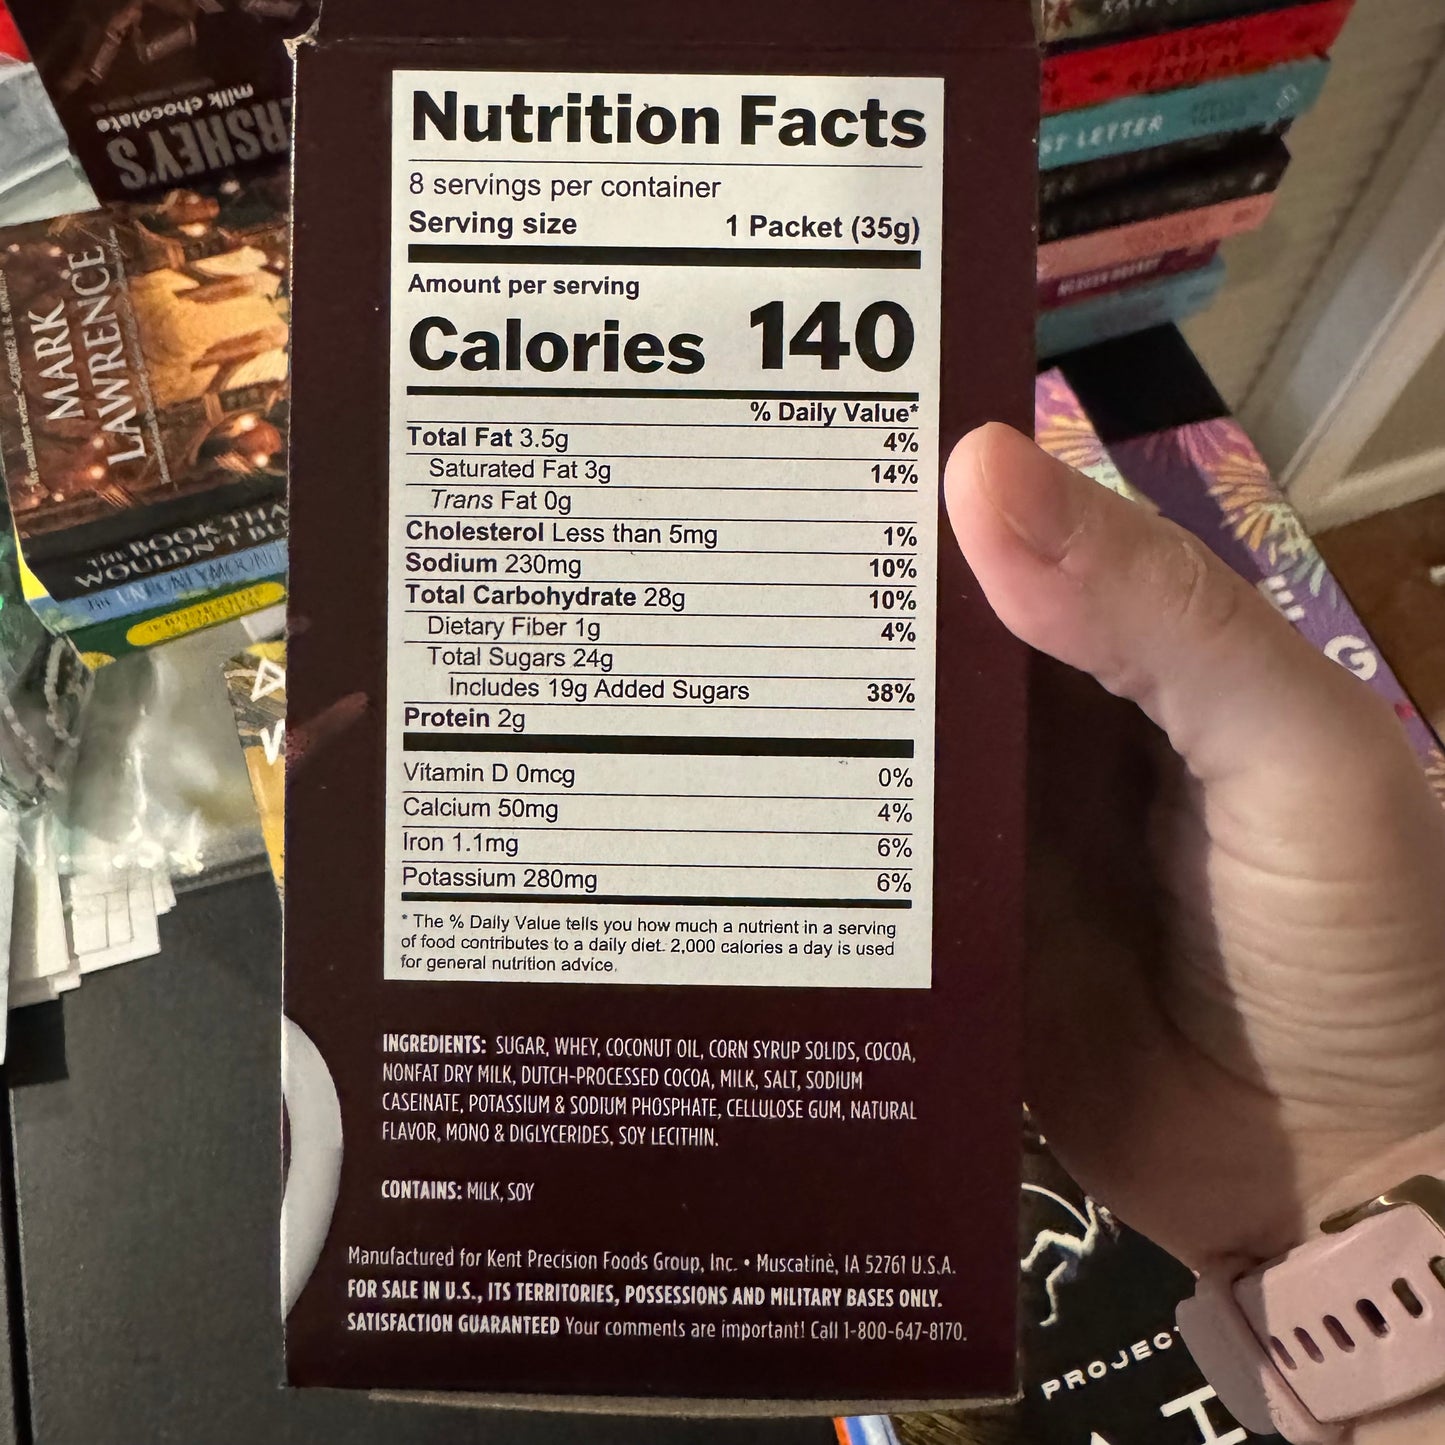 milk chocolate
RSHEY'S
MARK
LAWRENCE
THE BOOK THA
WOULDN'T B
ST LETTER
G
PROJEC
Nutrition Facts
8 servings per container
Serving size 1 Packet (35g)
Amount per serving
Calories 140
% Daily Value*
Total Fat 3.5g 4%
Saturated Fat 3g 14%
Trans Fat 0g
Cholesterol Less than 5mg 1%
Sodium 230mg 10%
Total Carbohydrate 28g 10%
Dietary Fiber 1g 4%
Total Sugars 24g
Includes 19g Added Sugars 38%
Protein 2g
Vitamin D 0mcg 0%
Calcium 50mg 4%
Iron 1.1mg 6%
Potassium 280mg 6%
* The % Daily Value tells you how much a nutrient in a serving
of food contributes to a daily diet. 2,000 calories a day is used
for general nutrition advice.
INGREDIENTS: SUGAR, WHEY, COCONUT OIL, CORN SYRUP SOLIDS, COCOA,
NONFAT DRY MILK, DUTCH-PROCESSED COCOA, MILK, SALT, SODIUM
CASEINATE, POTASSIUM & SODIUM PHOSPHATE, CELLULOSE GUM, NATURAL
FLAVOR, MONO & DIGLYCERIDES, SOY LECITHIN.
CONTAINS: MILK, SOY
Manufactured for Kent Precision Foods Group, Inc. • Muscatine, IA 52761 U.S.A.
FOR SALE IN U.S., ITS TERRITORIES, POSSESSIONS AND MILITARY BASES ONLY.
SATISFACTION GUARANTEED Your comments are important! Call 1-800-647-8170.